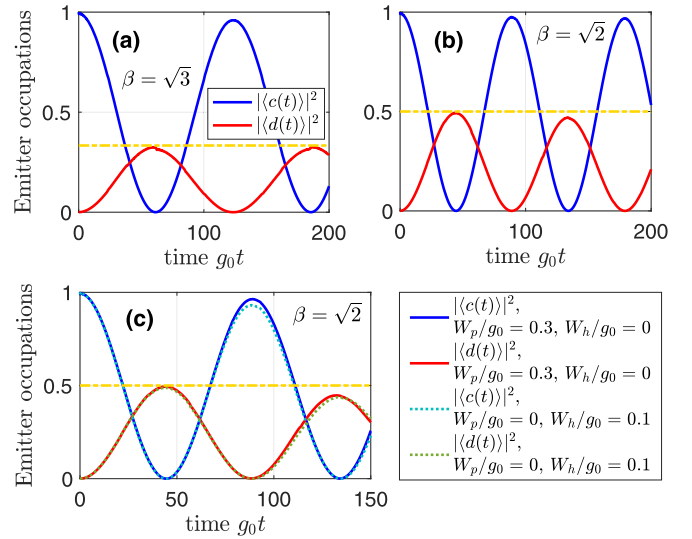 (a)
β = √3
|⟨c(t)⟩|²
|⟨d(t)⟩|²
Emitter occupations
1
0.5
0
0 100 200
time g₀t
(b)
β = √2
1
0.5
0
0 100 200
time g₀t
(c)
β = √2
Emitter occupations
1
0.5
0
0 50 100 150
time g₀t
|⟨c(t)⟩|²,
Wₚ/g₀ = 0.3, Wₕ/g₀ = 0
|⟨d(t)⟩|²,
Wₚ/g₀ = 0.3, Wₕ/g₀ = 0
|⟨c(t)⟩|²,
Wₚ/g₀ = 0, Wₕ/g₀ = 0.1
|⟨d(t)⟩|²,
Wₚ/g₀ = 0, Wₕ/g₀ = 0.1